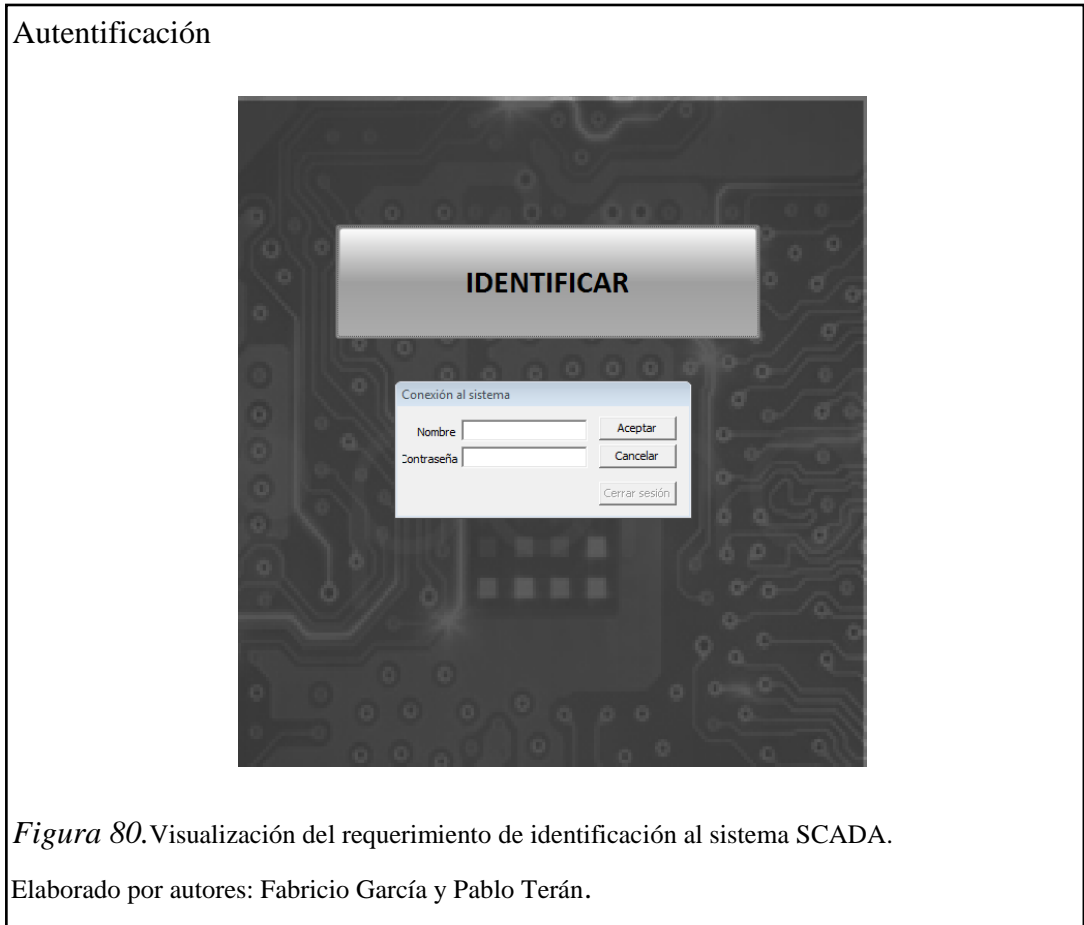 Autentificación
IDENTIFICAR
Conexión al sistema
Nombre
Aceptar
Contraseña
Cancelar
Cerrar sesión
Figura 80.Visualización del requerimiento de identificación al sistema SCADA.
Elaborado por autores: Fabricio García y Pablo Terán.